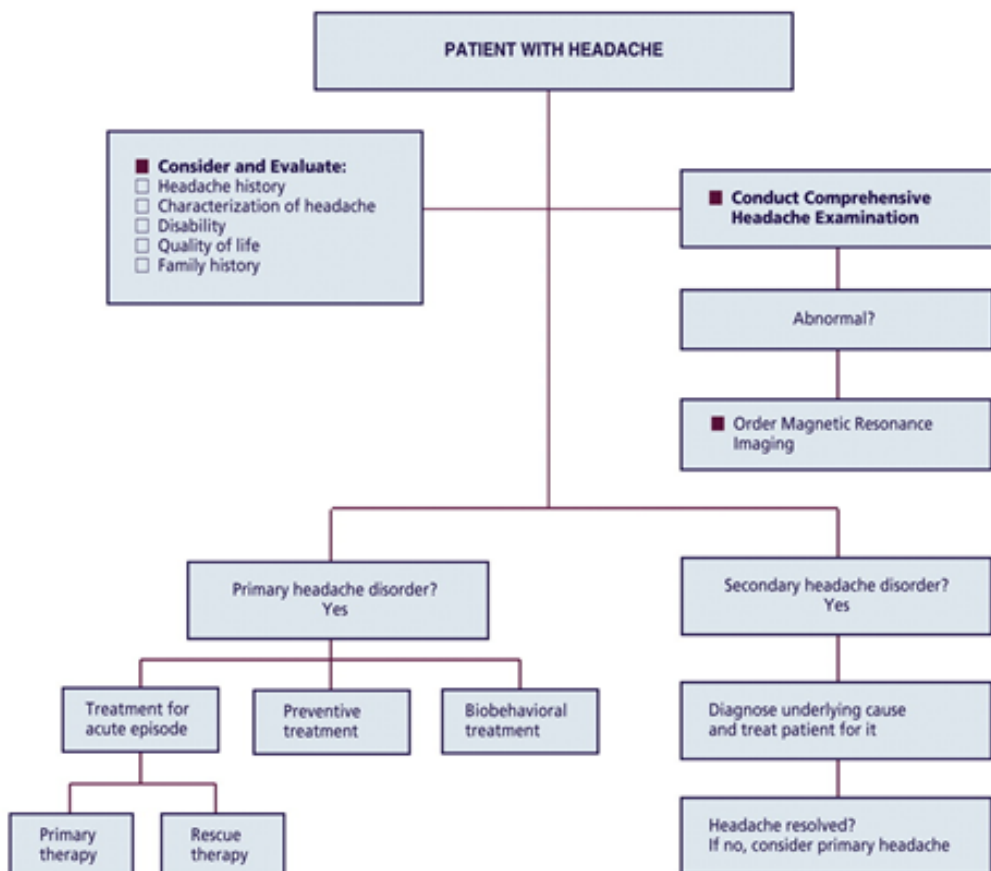 PATIENT WITH HEADACHE
Consider and Evaluate:
Headache history
Characterization of headache
Disability
Quality of life
Family history
Conduct Comprehensive
Headache Examination
Abnormal?
Order Magnetic Resonance
Imaging
Primary headache disorder?
Yes
Secondary headache disorder?
Yes
Treatment for
acute episode
Preventive
treatment
Biobehavioral
treatment
Diagnose underlying cause
and treat patient for it
Primary
therapy
Rescue
therapy
Headache resolved?
If no, consider primary headache